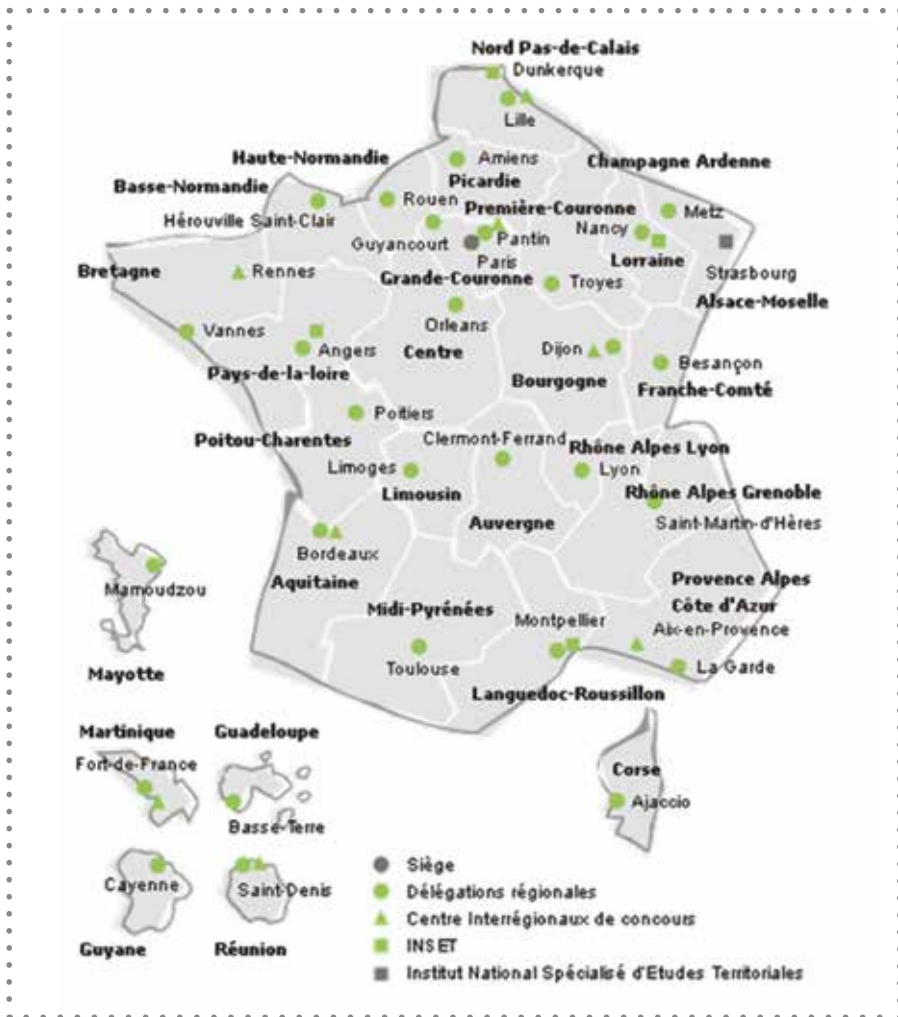 Nord Pas-de-Calais
Dunkerque
Lille
Haute-Normandie
Amiens
Champagne Ardenne
Basse-Normandie
Picardie
Rouen
Première-Couronne
Metz
Hérouville Saint-Clair
Guyancourt
Pantin
Nancy
Paris
Lorraine
Strasbourg
Bretagne
Rennes
Grande-Couronne
Troyes
Alsace-Moselle
Vannes
Orleans
Angers
Centre
Dijon
Besançon
Pays-de-la-loire
Bourgogne
Franche-Comté
Poitiers
Poitou-Charentes
Clermont-Ferrand
Rhône Alpes Lyon
Limoges
Lyon
Limousin
Rhône Alpes Grenoble
Auvergne
Saint-Martin-d'Hères
Bordeaux
Aquitaine
Mamoudzou
Provence Alpes
Côte d'Azur
Midi-Pyrénées
Montpellier
Aix-en-Provence
Toulouse
La Garde
Mayotte
Languedoc-Roussillon
Martinique
Guadeloupe
Fort-de-France
Corse
Basse-Terre
Ajaccio
Cayenne
Saint-Denis
Guyane
Réunion
Siège
Délégations régionales
Centre Interrégionaux de concours
INSET
Institut National Spécialisé d'Etudes Territoriales